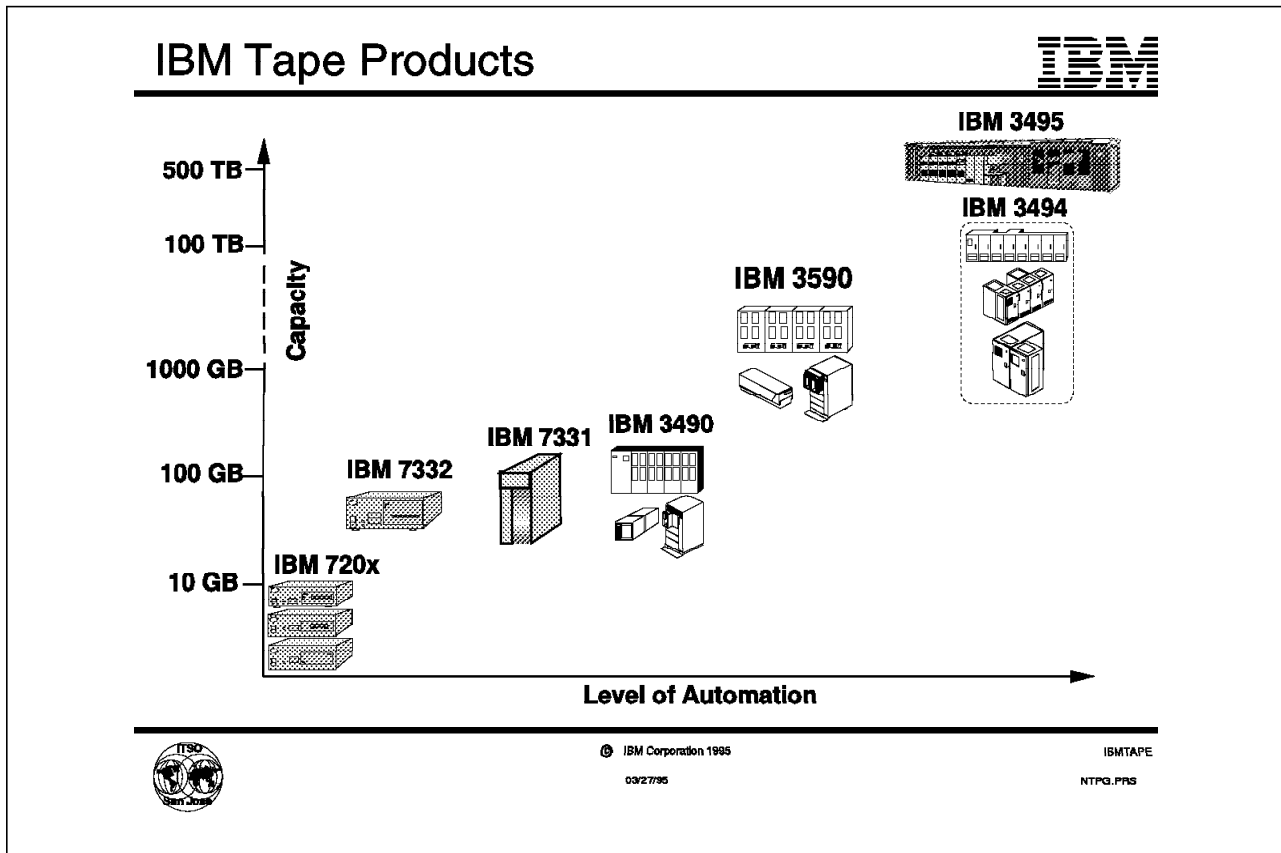 IBM Tape Products
IBM
IBM 3495
500 TB
IBM 3494
100 TB
Capacity
IBM 3590
1000 GB
IBM 3490
IBM 7331
IBM 7332
100 GB
IBM 720x
10 GB
Level of Automation
ITSO
San Jose
© IBM Corporation 1995
03/27/95
IBMTAPE
NTPG.PRS